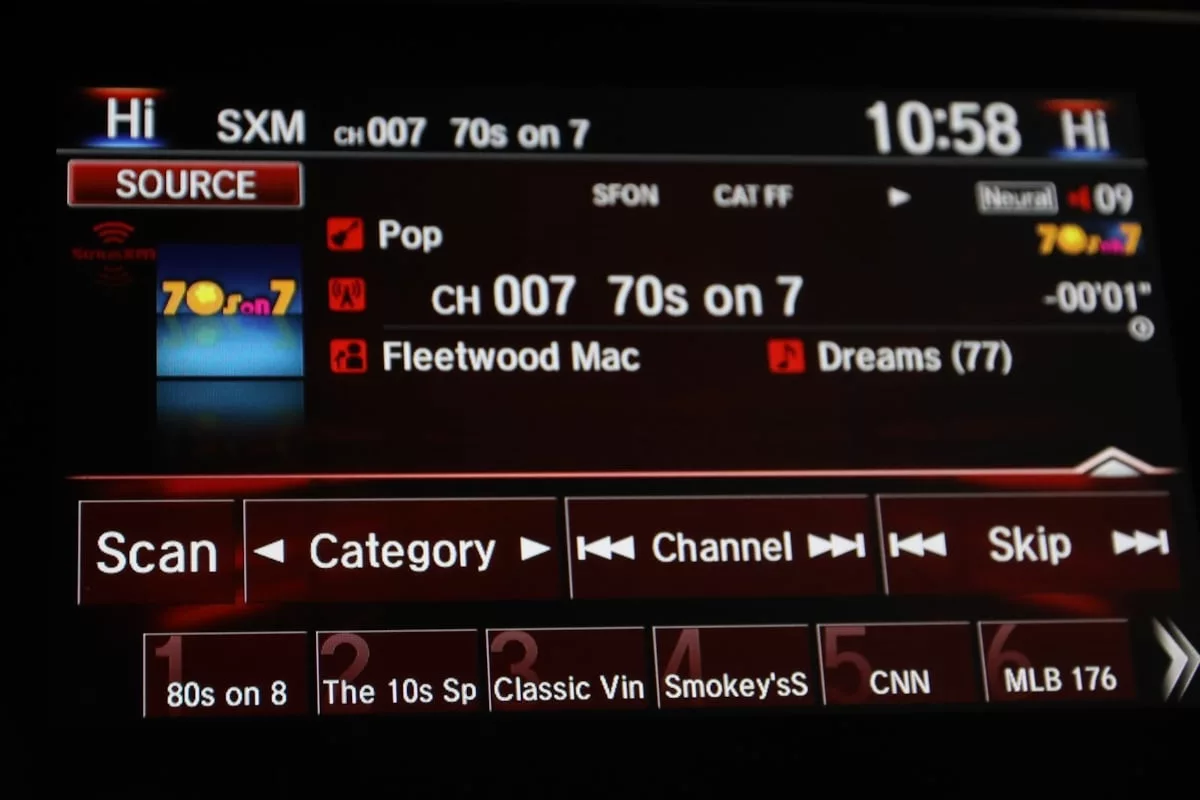 Hi SXM CH 007 70s on 7 10:58 Hi
SOURCE
SFON CAT FF Neural 09
SiriusXM
Pop
70s on 7
70s on 7
CH 007 70s on 7 -00'01"
Fleetwood Mac Dreams (77)
Scan Category Channel Skip
1 2 3 4 5 6
80s on 8 The 10s Sp Classic Vin Smokey'sS CNN MLB 176